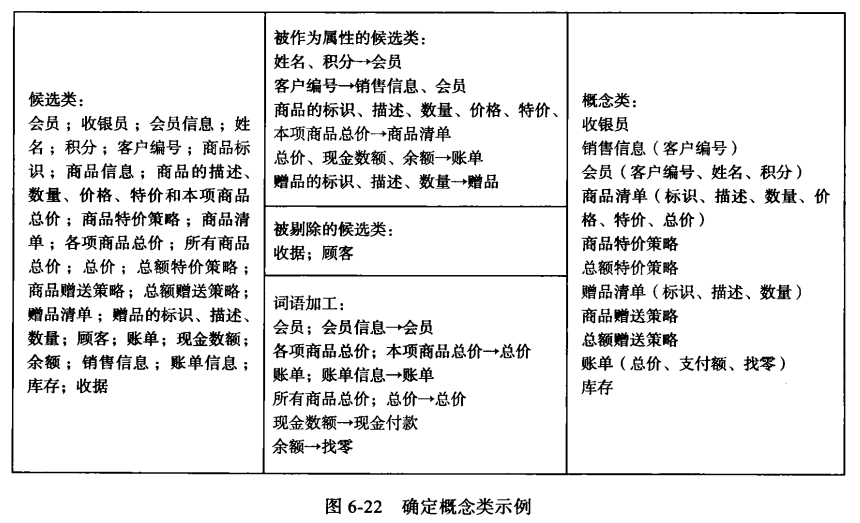 候选类：
会员；收银员；会员信息；姓
名；积分；客户编号；商品标
识；商品信息；商品的描述、
数量、价格、特价和本项商品
总价；商品特价策略；商品清
单；各项商品总价；所有商品
总价；总价；总额特价策略；
商品赠送策略；总额赠送策略；
赠品清单；赠品的标识、描述、
数量；顾客；账单；现金数额；
余额；销售信息；账单信息；
库存；收据
被作为属性的候选类：
姓名、积分→会员
客户编号→销售信息、会员
商品的标识、描述、数量、价格、特价、
本项商品总价→商品清单
总价、现金数额、余额→账单
赠品的标识、描述、数量→赠品
被剔除的候选类：
收据；顾客
词语加工：
会员；会员信息→会员
各项商品总价；本项商品总价→总价
账单；账单信息→账单
所有商品总价；总价→总价
现金数额→现金付款
余额→找零
概念类：
收银员
销售信息（客户编号）
会员（客户编号、姓名、积分）
商品清单（标识、描述、数量、价
格、特价、总价）
商品特价策略
总额特价策略
赠品清单（标识、描述、数量）
商品赠送策略
总额赠送策略
账单（总价、支付额、找零）
库存
图 6-22 确定概念类示例